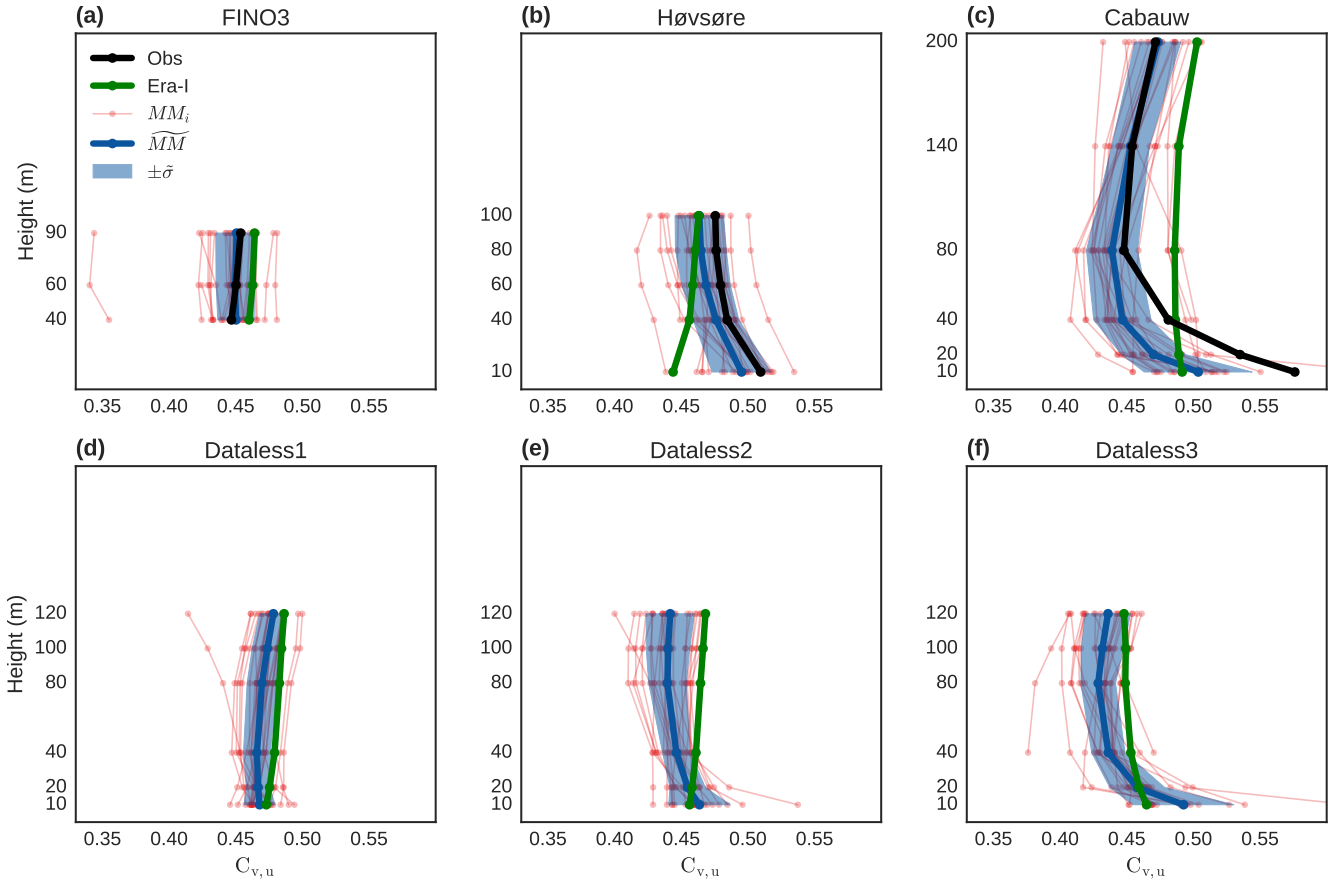 (a) FINO3
(b) Høvsøre
(c) Cabauw
Obs
Era-I
MM_i
\widetilde{MM}
±σ̃
Height (m)
90
60
40
0.35 0.40 0.45 0.50 0.55
100
80
60
40
10
0.35 0.40 0.45 0.50 0.55
200
140
80
40
20
10
0.35 0.40 0.45 0.50 0.55
(d) Dataless1
(e) Dataless2
(f) Dataless3
Height (m)
120
100
80
40
20
10
0.35 0.40 0.45 0.50 0.55
C_{v,u}
120
100
80
40
20
10
0.35 0.40 0.45 0.50 0.55
C_{v,u}
120
100
80
40
20
10
0.35 0.40 0.45 0.50 0.55
C_{v,u}